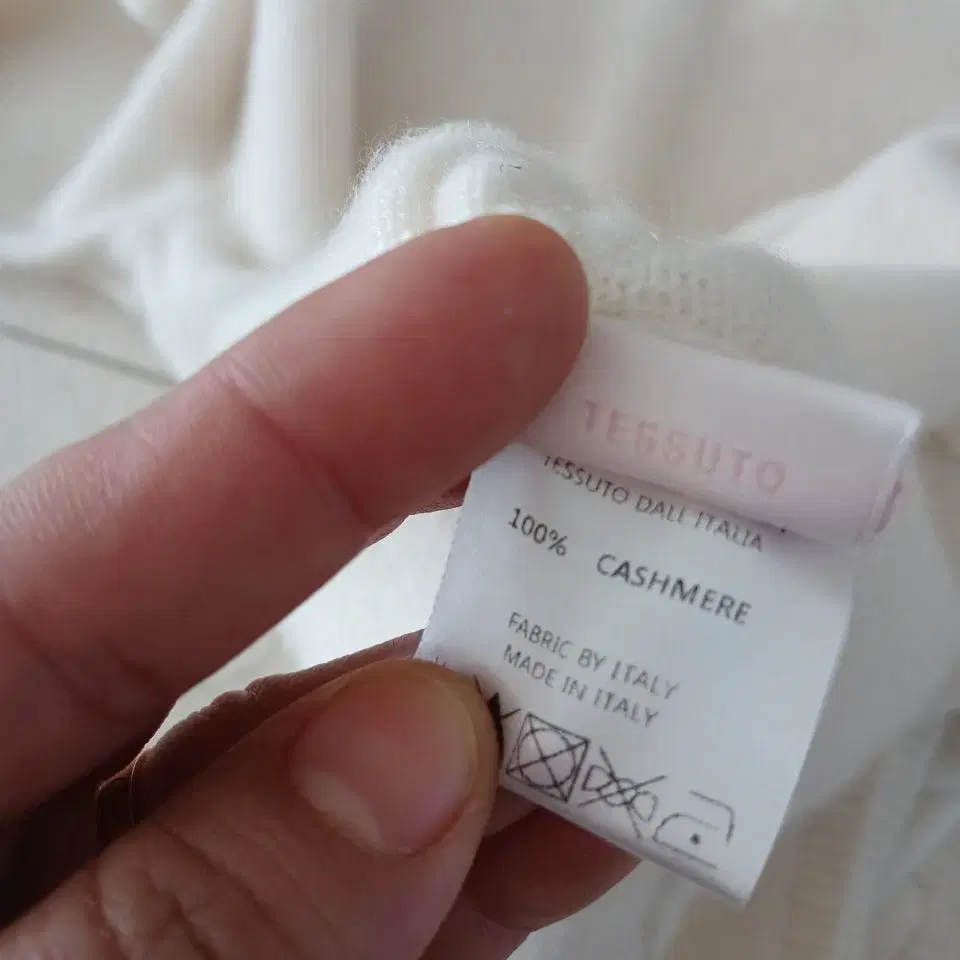 TESSUTO
TESSUTO DALL ITALIA
100% CASHMERE
FABRIC BY ITALY
MADE IN ITALY